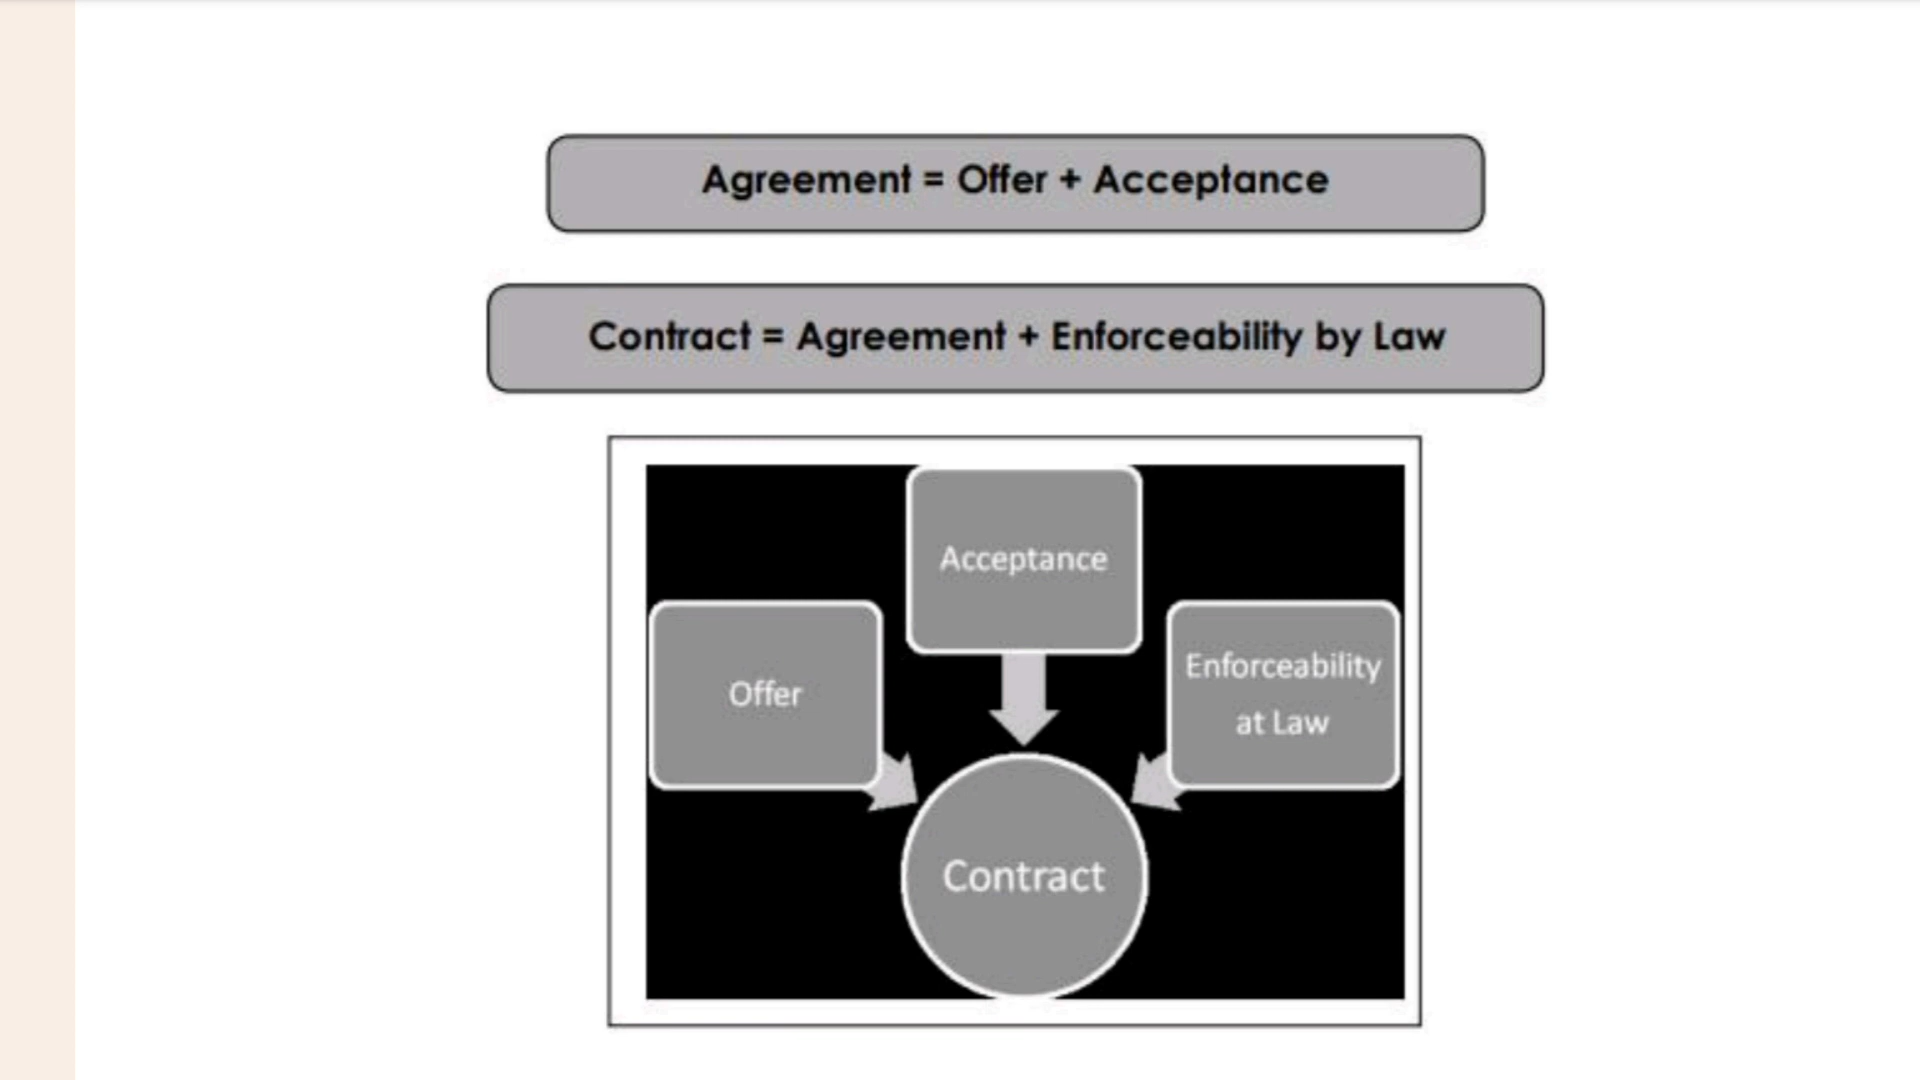 Agreement = Offer + Acceptance
Contract = Agreement + Enforceability by Law
Acceptance
Offer
Enforceability
at Law
Contract